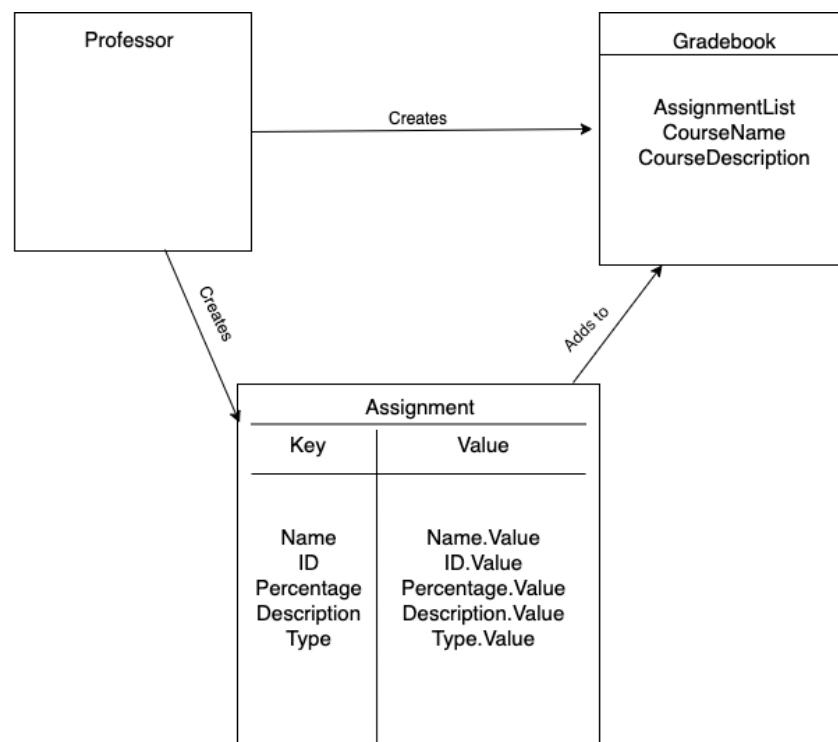 Professor
Gradebook
Creates
AssignmentList
CourseName
CourseDescription
Creates
Adds to
Assignment
Key Value
Name Name.Value
ID ID.Value
Percentage Percentage.Value
Description Description.Value
Type Type.Value